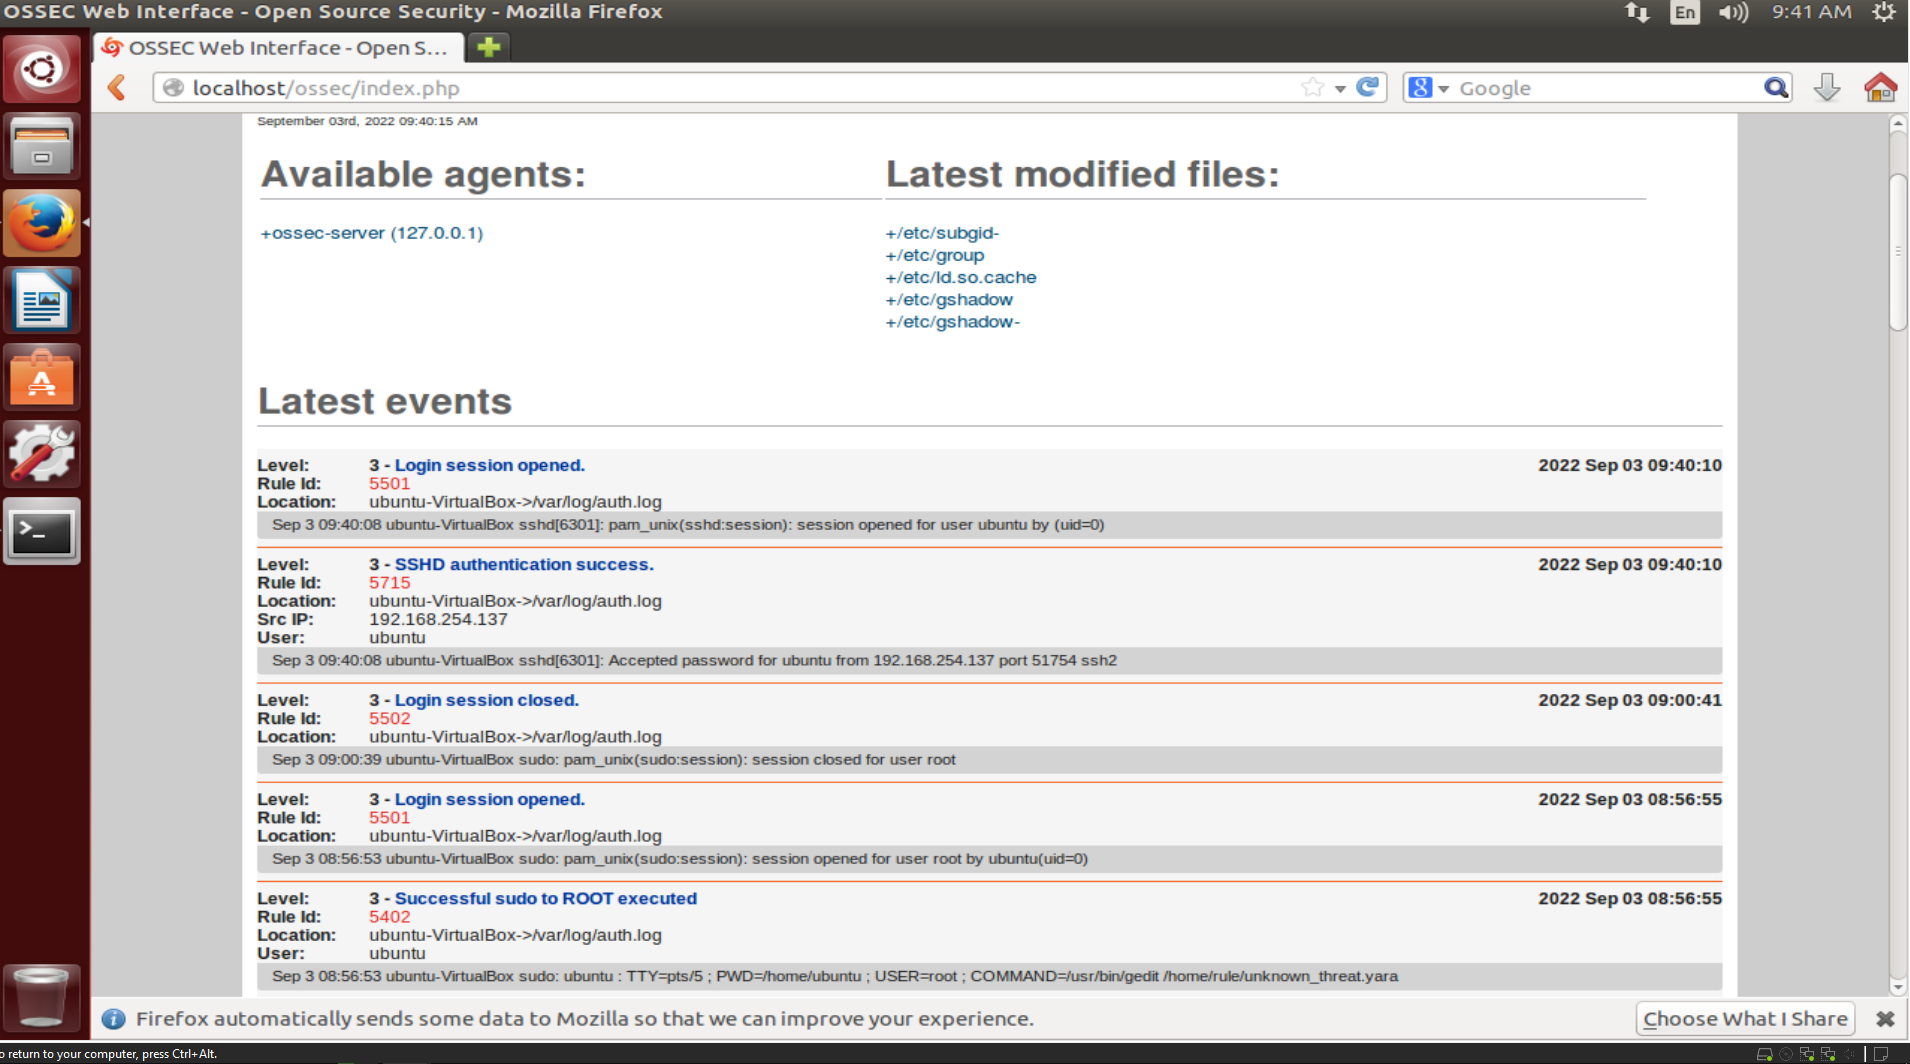 OSSEC Web Interface - Open Source Security - Mozilla Firefox
En
9:41 AM
OSSEC Web Interface - Open S...
localhost/ossec/index.php
8
Google
September 03rd, 2022 09:40:15 AM
Available agents:
Latest modified files:
+ossec-server (127.0.0.1)
+/etc/subgid-
+/etc/group
+/etc/ld.so.cache
+/etc/gshadow
+/etc/gshadow-
Latest events
Level: 3 - Login session opened. 2022 Sep 03 09:40:10
Rule Id: 5501
Location: ubuntu-VirtualBox->/var/log/auth.log
Sep 3 09:40:08 ubuntu-VirtualBox sshd[6301]: pam_unix(sshd:session): session opened for user ubuntu by (uid=0)
Level: 3 - SSHD authentication success. 2022 Sep 03 09:40:10
Rule Id: 5715
Location: ubuntu-VirtualBox->/var/log/auth.log
Src IP: 192.168.254.137
User: ubuntu
Sep 3 09:40:08 ubuntu-VirtualBox sshd[6301]: Accepted password for ubuntu from 192.168.254.137 port 51754 ssh2
Level: 3 - Login session closed. 2022 Sep 03 09:00:41
Rule Id: 5502
Location: ubuntu-VirtualBox->/var/log/auth.log
Sep 3 09:00:39 ubuntu-VirtualBox sudo: pam_unix(sudo:session): session closed for user root
Level: 3 - Login session opened. 2022 Sep 03 08:56:55
Rule Id: 5501
Location: ubuntu-VirtualBox->/var/log/auth.log
Sep 3 08:56:53 ubuntu-VirtualBox sudo: pam_unix(sudo:session): session opened for user root by ubuntu(uid=0)
Level: 3 - Successful sudo to ROOT executed 2022 Sep 03 08:56:55
Rule Id: 5402
Location: ubuntu-VirtualBox->/var/log/auth.log
User: ubuntu
Sep 3 08:56:53 ubuntu-VirtualBox sudo: ubuntu : TTY=pts/5 ; PWD=/home/ubuntu ; USER=root ; COMMAND=/usr/bin/gedit /home/rule/unknown_threat.yara
Firefox automatically sends some data to Mozilla so that we can improve your experience.
Choose What I Share
o return to your computer, press Ctrl+Alt.